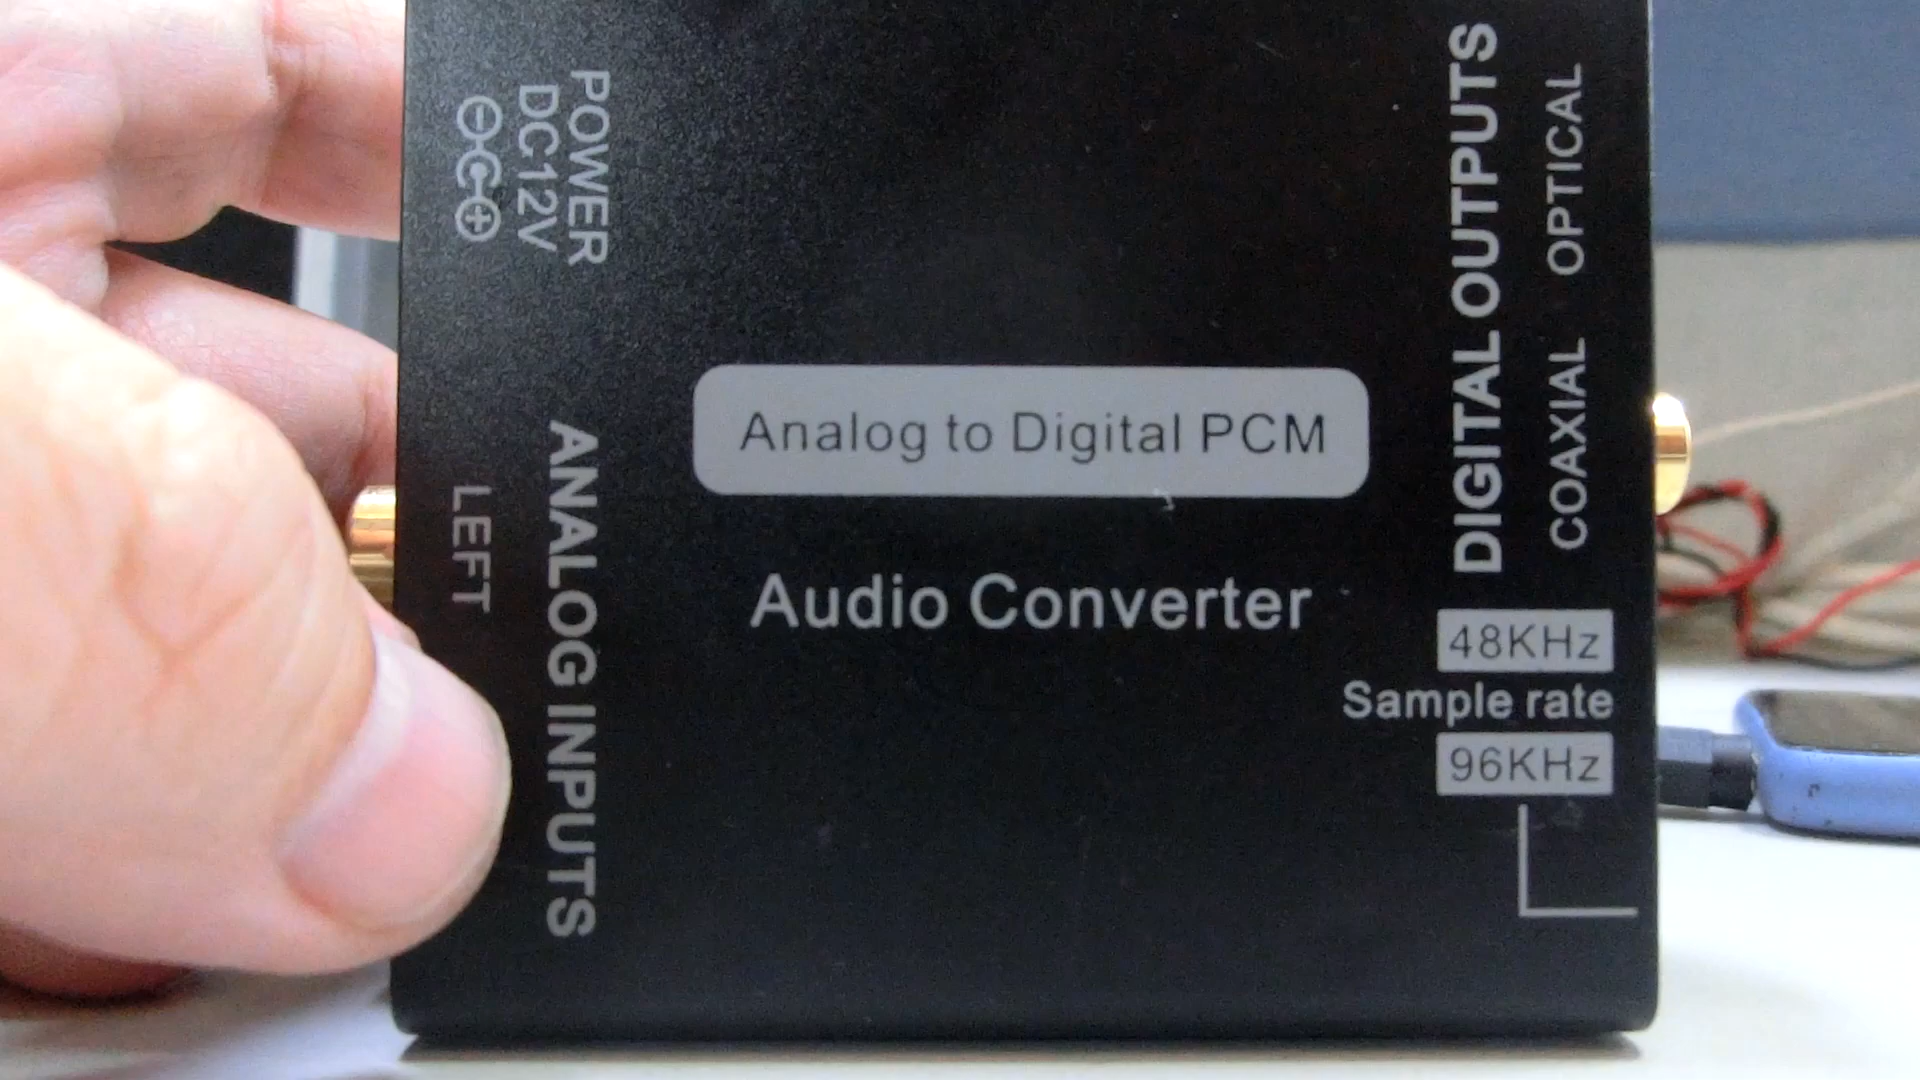 POWER
DC12V
LEFT
ANALOG INPUTS
Analog to Digital PCM
Audio Converter
DIGITAL OUTPUTS
COAXIAL OPTICAL
48KHz
Sample rate
96KHz